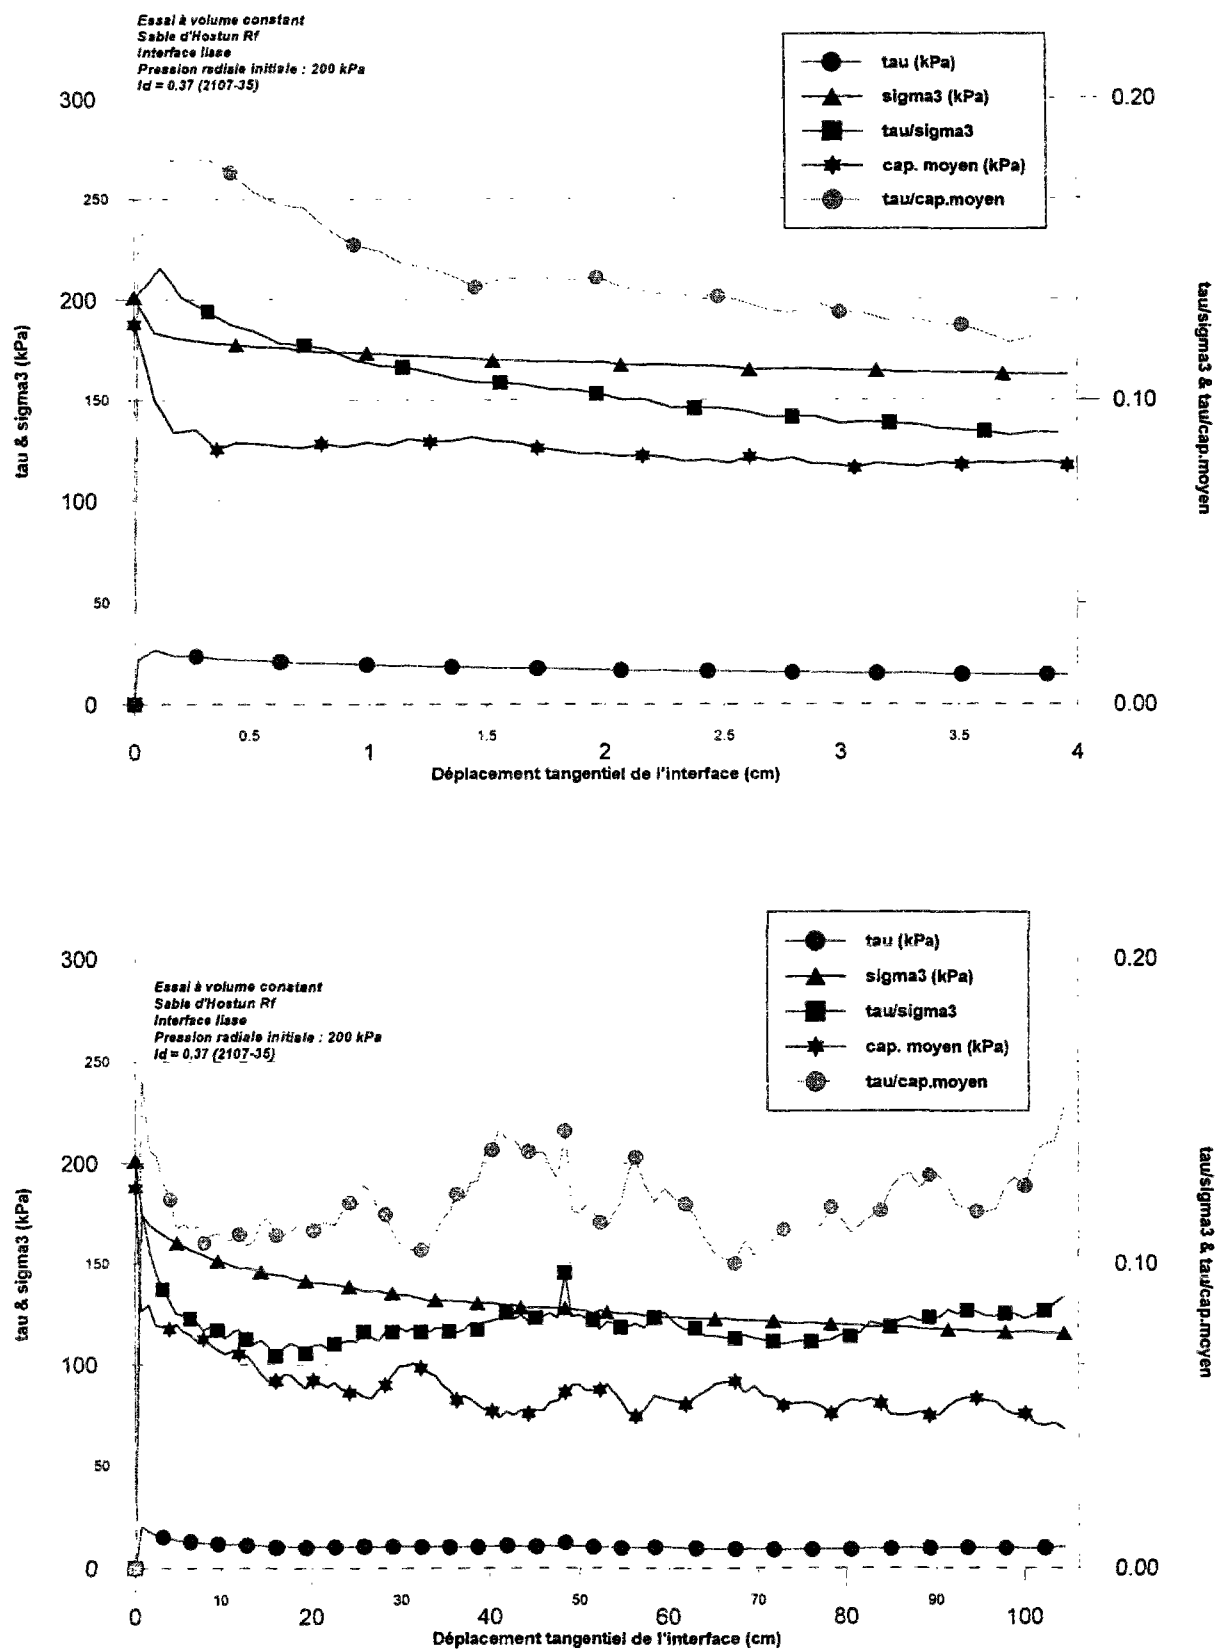 Essai à volume constant
Sable d'Hostun Rf
Interface lisse
Pression radiale initiale : 200 kPa
Id = 0,37 (2107-35)
tau (kPa)
sigma3 (kPa)
tau/sigma3
cap. moyen (kPa)
tau/cap.moyen
300
250
200
150
100
50
0
tau & sigma3 (kPa)
0.20
0.10
0.00
tau/sigma3 & tau/cap.moyen
0
0.5
1
1.5
2
2.5
3
3.5
4
Déplacement tangentiel de l'interface (cm)
Essai à volume constant
Sable d'Hostun Rf
Interface lisse
Pression radiale initiale : 200 kPa
Id = 0,37 (2107-35)
tau (kPa)
sigma3 (kPa)
tau/sigma3
cap. moyen (kPa)
tau/cap.moyen
300
250
200
150
100
50
0
tau & sigma3 (kPa)
0.20
0.10
0.00
tau/sigma3 & tau/cap.moyen
0
10
20
30
40
50
60
70
80
90
100
Déplacement tangentiel de l'interface (cm)